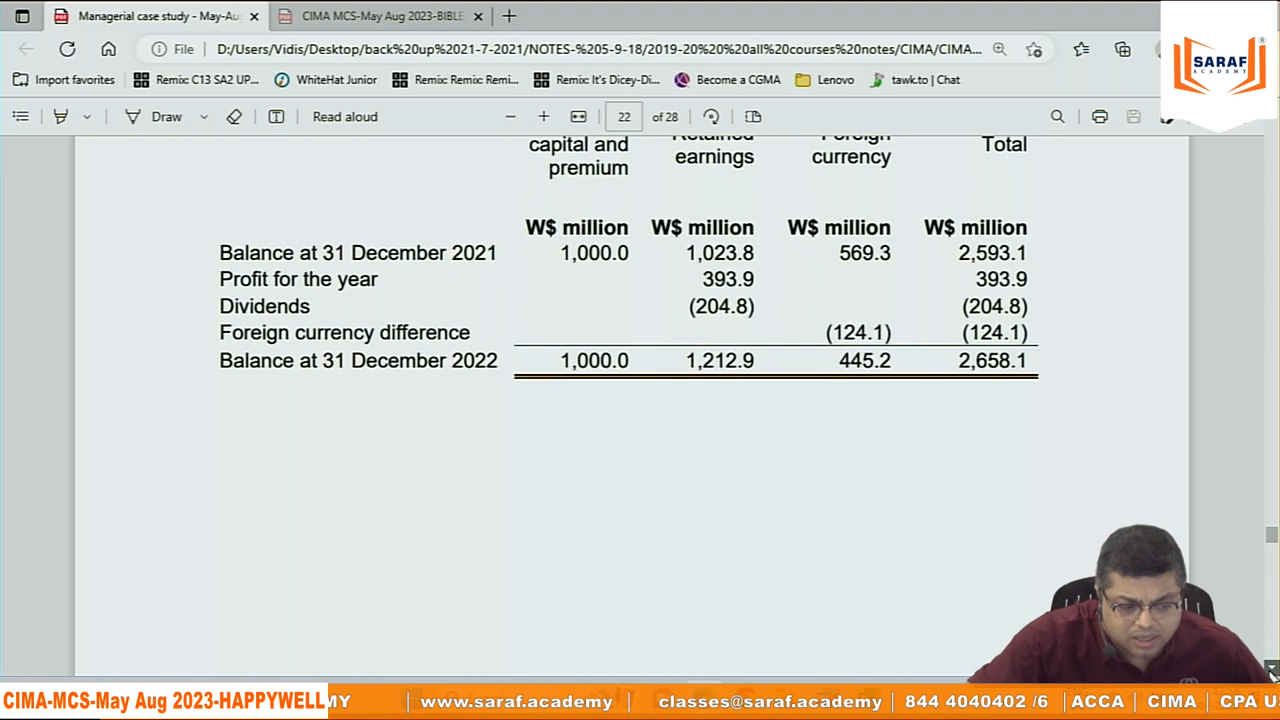 Managerial case study - May-Au
CIMA MCS-May Aug 2023-BIBLE
File
D:/Users/Vidis/Desktop/back%20up%2021-7-2021/NOTES-%205-9-18/2019-20%20%20all%20courses%20notes/CIMA/CIMA...
Import favorites
Remix: C13 SA2 UP...
WhiteHat Junior
Remix: Remix: Remi...
Remix: It's Dicey-Di...
Become a CGMA
Lenovo
tawk.to | Chat
SARAF
ACADEMY
Draw
Read aloud
22 of 28
Retained Foreign
capital and earnings currency Total
premium
W$ million W$ million W$ million W$ million
Balance at 31 December 2021 1,000.0 1,023.8 569.3 2,593.1
Profit for the year 393.9 393.9
Dividends (204.8) (204.8)
Foreign currency difference (124.1) (124.1)
Balance at 31 December 2022 1,000.0 1,212.9 445.2 2,658.1
CIMA-MCS-May Aug 2023-HAPPYWELL MY | www.saraf.academy | classes@saraf.academy | 844 4040402 /6 | ACCA | CIMA | CPA U